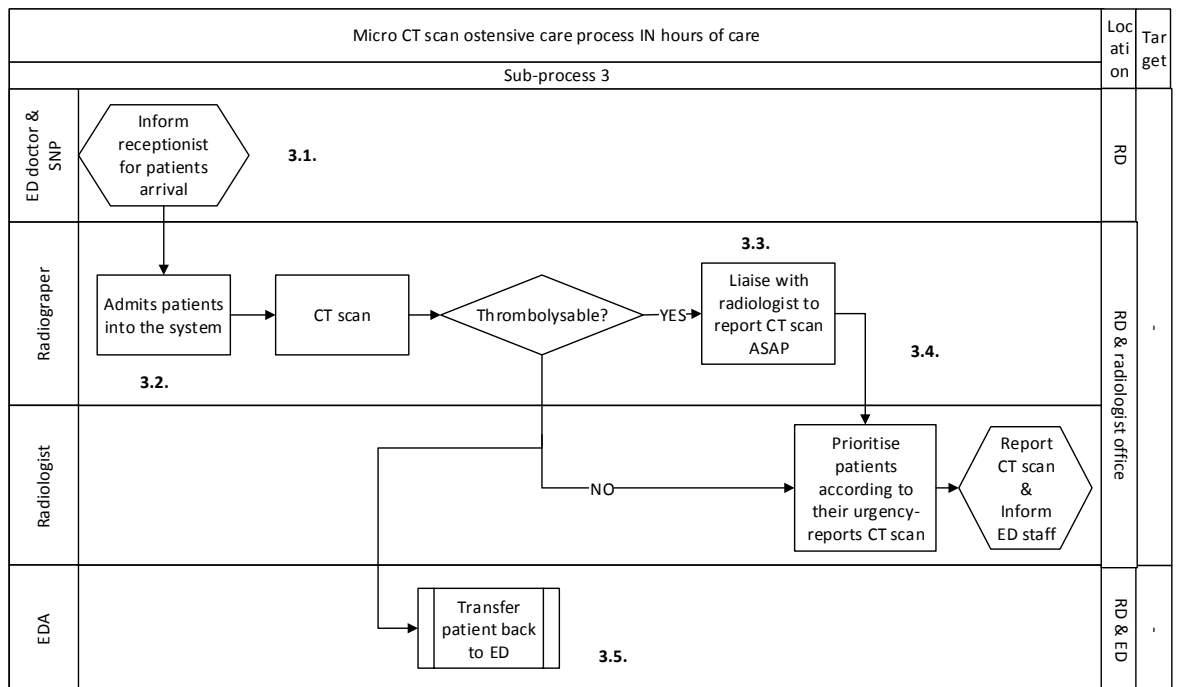 Micro CT scan ostensive care process IN hours of care
Loc
ati
on
Tar
get
Sub-process 3
ED doctor &
SNP
Inform
receptionist
for patients
arrival
3.1.
RD
Radiograper
Admits patients
into the system
3.2.
CT scan
Thrombolysable?
YES
3.3.
Liaise with
radiologist to
report CT scan
ASAP
3.4.
RD & radiologist office
-
Radiologist
NO
Prioritise
patients
according to
their urgency-
reports CT scan
Report
CT scan
&
Inform
ED staff
EDA
Transfer
patient back
to ED
3.5.
RD & ED
-